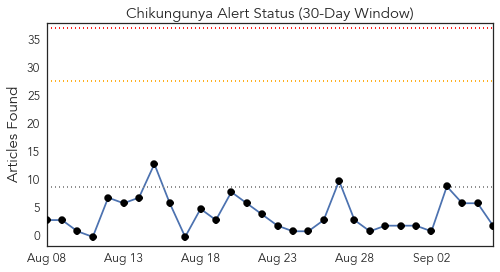 Chikungunya Alert Status (30-Day Window)
Articles Found
35
30
25
20
15
10
5
0
Aug 08 Aug 13 Aug 18 Aug 23 Aug 28 Sep 02